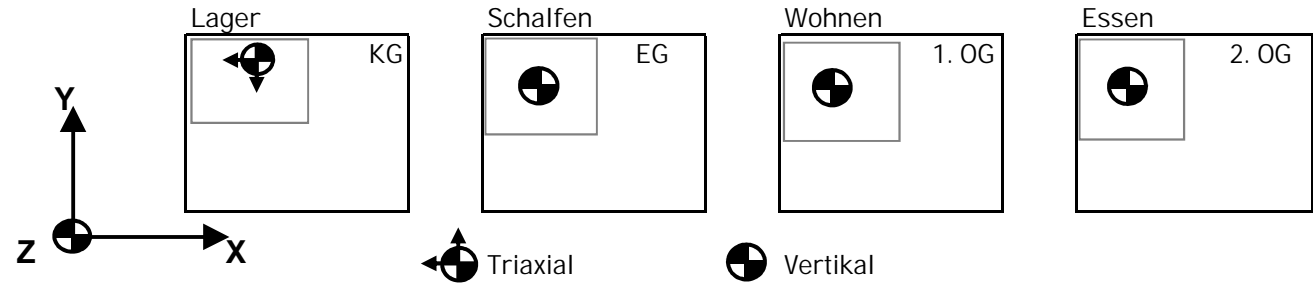 Lager Schalfen Wohnen Essen
KG EG 1. OG 2. OG
Y
Z X
Triaxial Vertikal